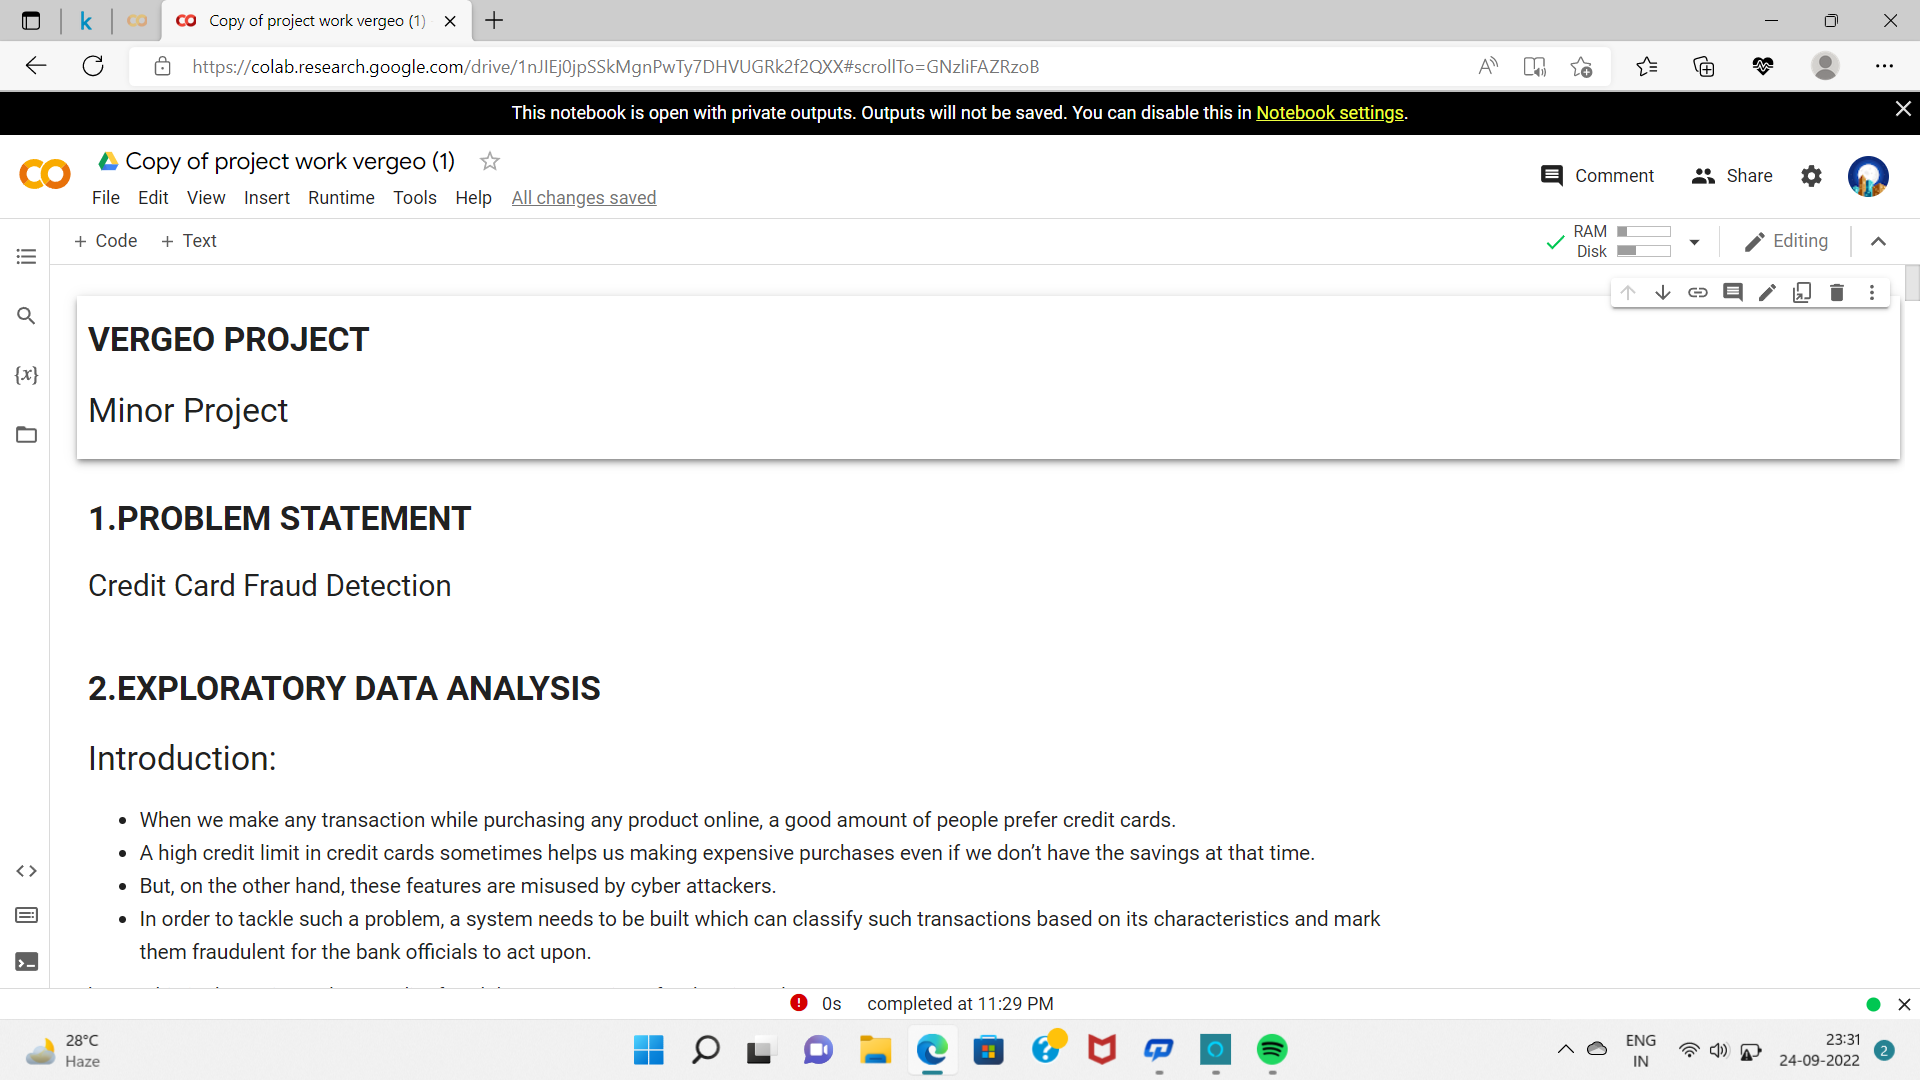 Copy of project work vergeo (1)
https://colab.research.google.com/drive/1nJIEj0jpSSkMgnPwTy7DHVUGRk2f2QXX#scrollTo=GNzliFAZRzoB
This notebook is open with private outputs. Outputs will not be saved. You can disable this in Notebook settings.
Copy of project work vergeo (1)
Comment
Share
File Edit View Insert Runtime Tools Help All changes saved
+ Code + Text
RAM
Disk
Editing
VERGEO PROJECT
Minor Project
1.PROBLEM STATEMENT
Credit Card Fraud Detection
2.EXPLORATORY DATA ANALYSIS
Introduction:
• When we make any transaction while purchasing any product online, a good amount of people prefer credit cards.
• A high credit limit in credit cards sometimes helps us making expensive purchases even if we don’t have the savings at that time.
• But, on the other hand, these features are misused by cyber attackers.
• In order to tackle such a problem, a system needs to be built which can classify such transactions based on its characteristics and mark
them fraudulent for the bank officials to act upon.
0s completed at 11:29 PM
28°C
Haze
ENG
IN
23:31
24-09-2022
2